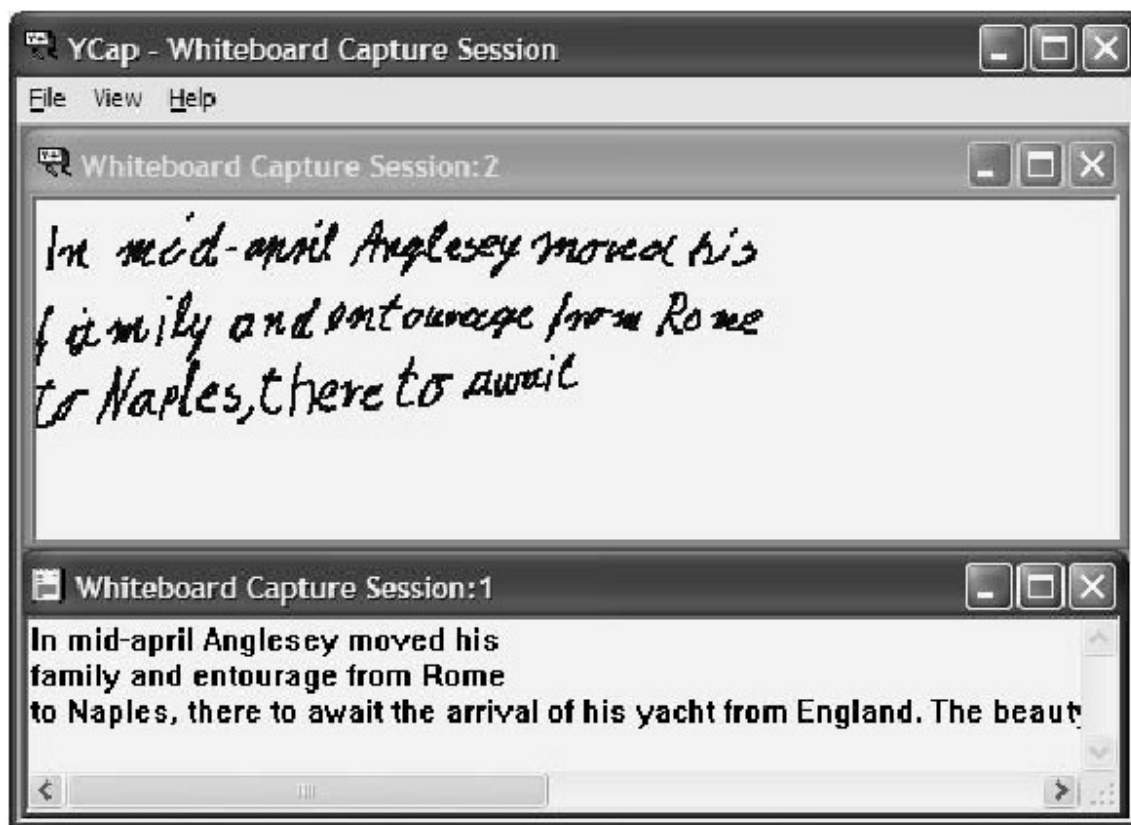 YCap - Whiteboard Capture Session
File View Help
Whiteboard Capture Session:2
In mid-april Anglesey moved his
family and entourage from Rome
to Naples, there to await
Whiteboard Capture Session:1
In mid-april Anglesey moved his
family and entourage from Rome
to Naples, there to await the arrival of his yacht from England. The beauty